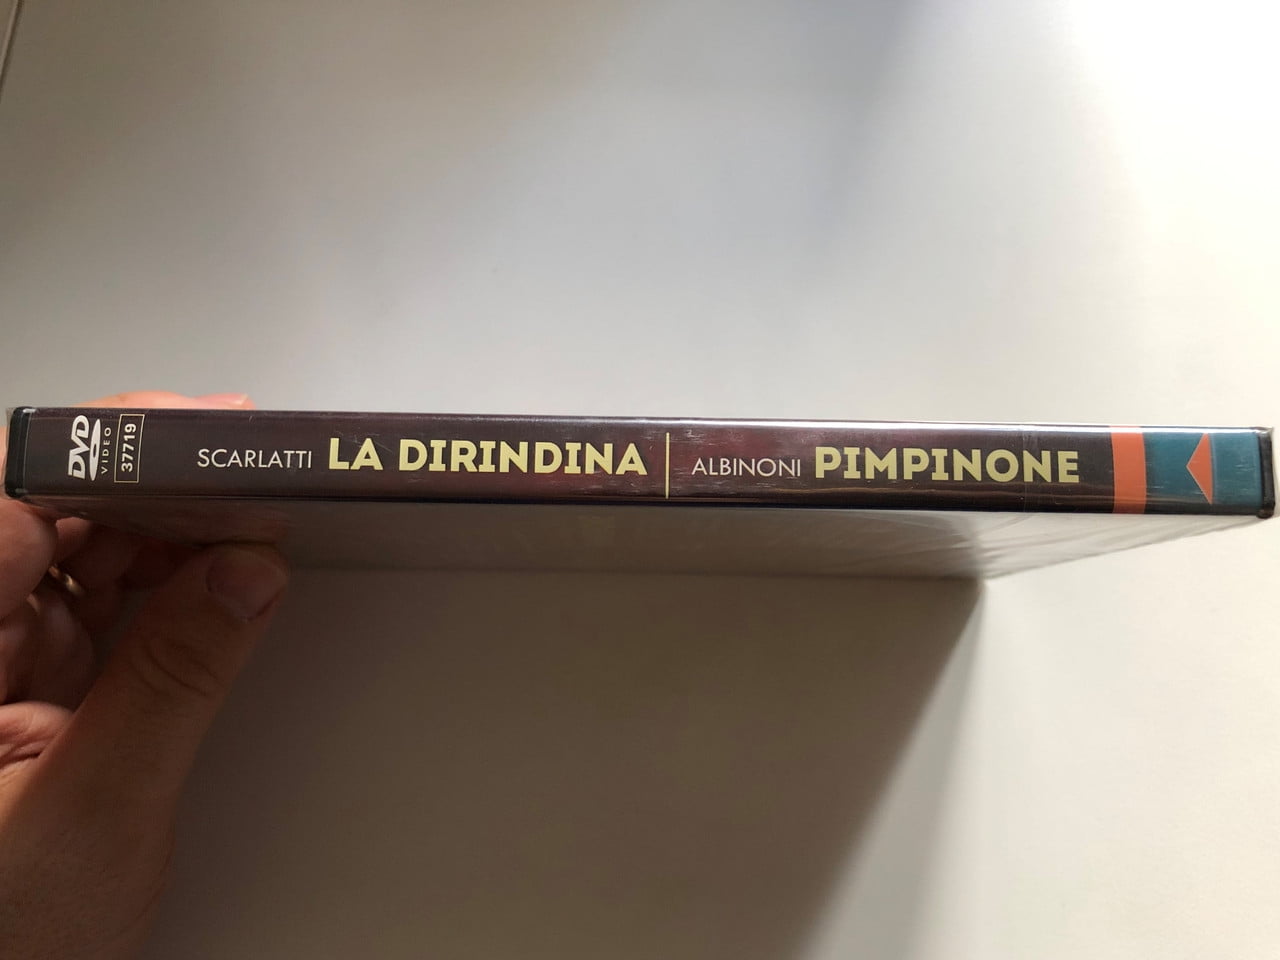 DVD
VIDEO
37719
SCARLATTI LA DIRINDINA
ALBINONI PIMPINONE